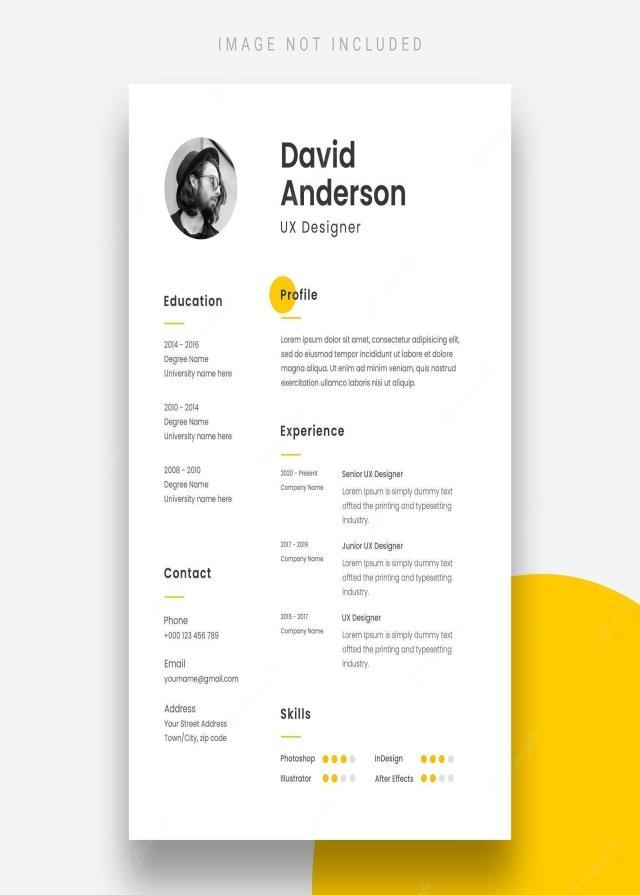 IMAGE NOT INCLUDED
David
Anderson
UX Designer
Education
2014 - 2016
Degree Name
University name here
2010 - 2014
Degree Name
University name here
2008 - 2010
Degree Name
University name here
Contact
Phone
+000 123 456 789
Email
yourname@gmail.com
Address
Your Street Address
Town/City, zip code
Profile
Lorem ipsum dolor sit amet, consectetur adipisicing elit,
sed do eiusmod tempor incididunt ut labore et dolore
magna aliqua. Ut enim ad minim veniam, quis nostrud
exercitation ullamco laboris nisi ut aliquip.
Experience
2020 - Present
Company Name
Senior UX Designer
Lorem Ipsum is simply dummy text
offted the printing and typesetting
industry.
2017 - 2019
Company Name
Junior UX Designer
Lorem Ipsum is simply dummy text
offted the printing and typesetting
industry.
2015 - 2017
Company Name
UX Designer
Lorem Ipsum is simply dummy text
offted the printing and typesetting
industry.
Skills
Photoshop
InDesign
Illustrator
After Effects